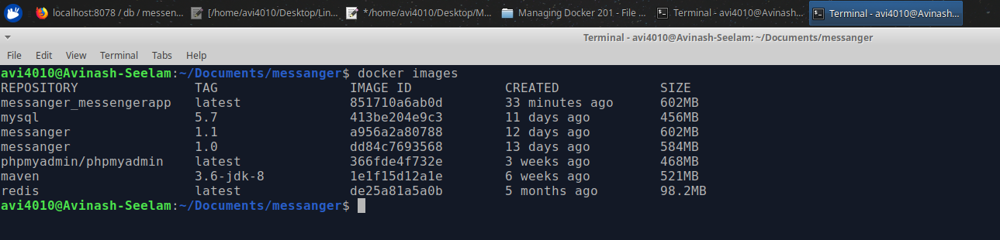 localhost:8078 / db / messen...
[/home/avi4010/Desktop/Lin...
*/home/avi4010/Desktop/M...
Managing Docker 201 - File ...
Terminal - avi4010@Avinash...
Terminal - avi4010@Avinash...
Terminal - avi4010@Avinash-Seelam: ~/Documents/messanger
File Edit View Terminal Tabs Help
avi4010@Avinash-Seelam:~/Documents/messanger$ docker images
REPOSITORY TAG IMAGE ID CREATED SIZE
messanger_messengerapp latest 851710a6ab0d 33 minutes ago 602MB
mysql 5.7 413be204e9c3 11 days ago 456MB
messanger 1.1 a956a2a80788 12 days ago 602MB
messanger 1.0 dd84c7693568 13 days ago 584MB
phpmyadmin/phpmyadmin latest 366fde4f732e 3 weeks ago 468MB
maven 3.6-jdk-8 1e1f15d12a1e 6 weeks ago 521MB
redis latest de25a81a5a0b 5 months ago 98.2MB
avi4010@Avinash-Seelam:~/Documents/messanger$